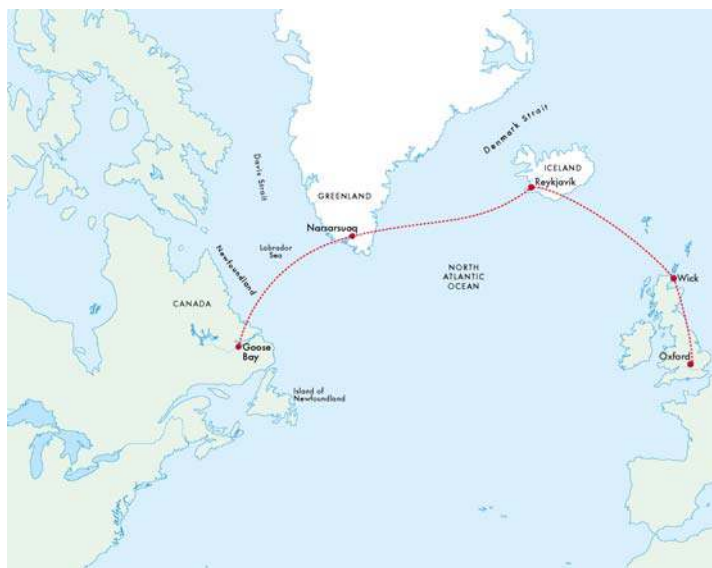 Denmark Strait
Davis Strait
ICELAND
Reykjavík
GREENLAND
Narsarsuaq
Newfoundland
Labrador
Sea
NORTH
ATLANTIC
OCEAN
Wick
CANADA
Goose
Bay
Oxford
Island of
Newfoundland